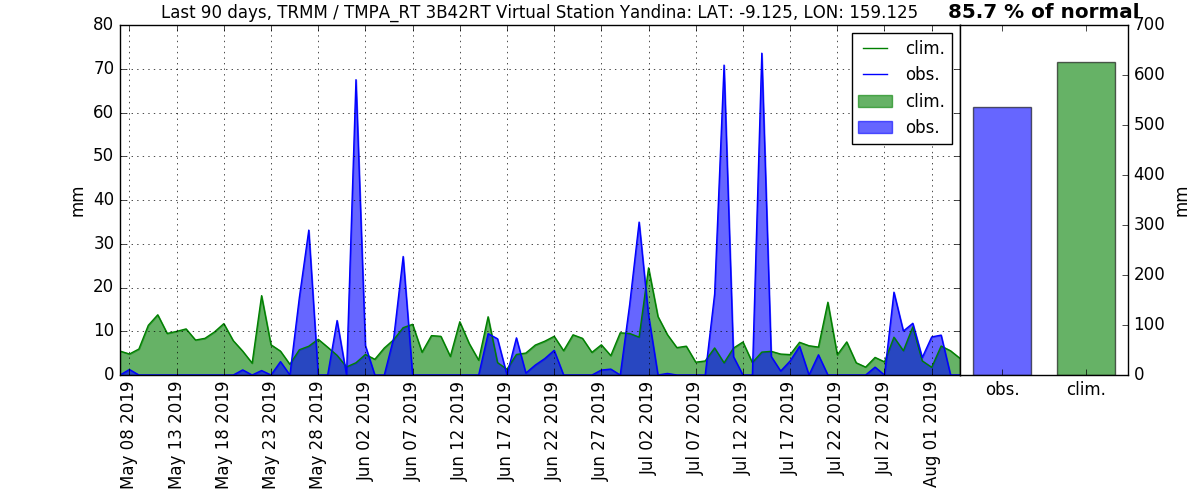 Last 90 days, TRMM / TMPA_RT 3B42RT Virtual Station Yandina: LAT: -9.125, LON: 159.125
85.7 % of normal
80
70
60
50
40
30
20
10
0
mm
clim.
obs.
clim.
obs.
May 08 2019
May 13 2019
May 18 2019
May 23 2019
May 28 2019
Jun 02 2019
Jun 07 2019
Jun 12 2019
Jun 17 2019
Jun 22 2019
Jun 27 2019
Jul 02 2019
Jul 07 2019
Jul 12 2019
Jul 17 2019
Jul 22 2019
Jul 27 2019
Aug 01 2019
obs.
clim.
700
600
500
400
300
200
100
0
mm